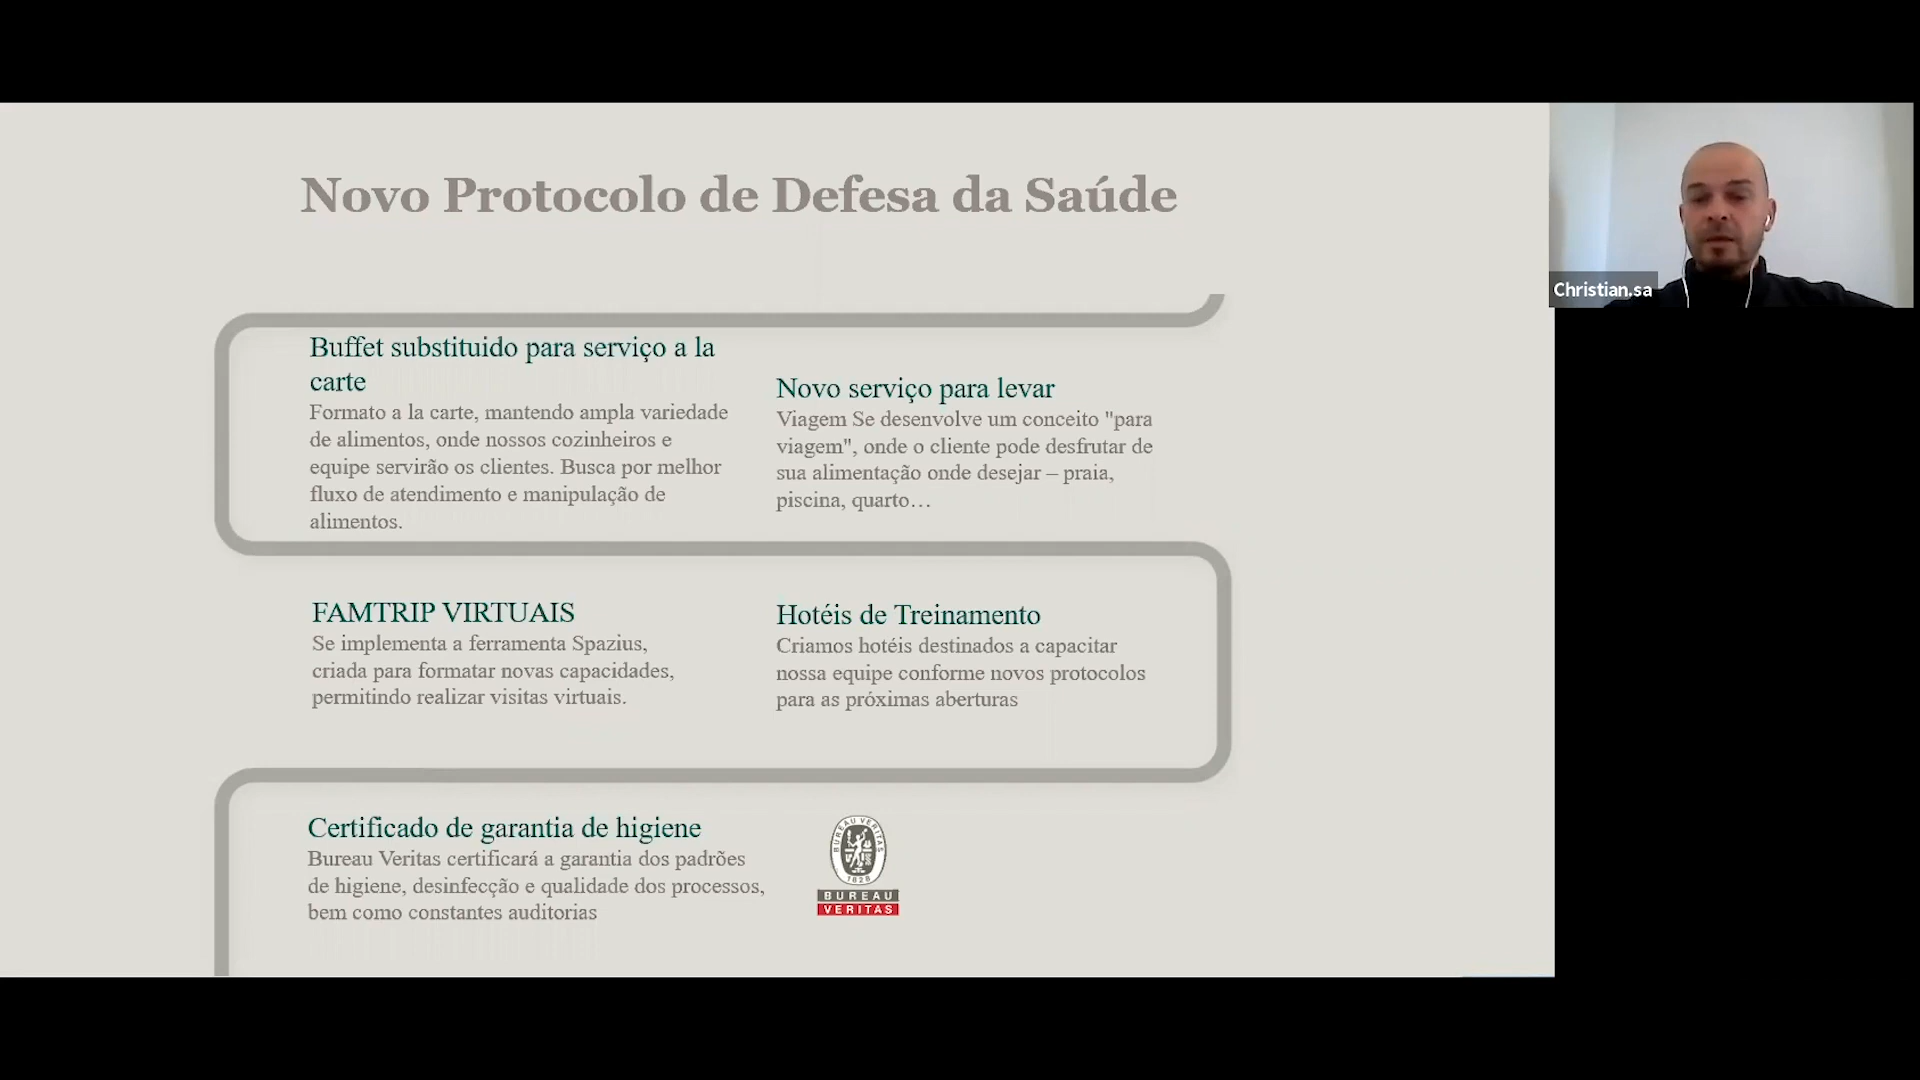 Novo Protocolo de Defesa da Saúde
Christian.sa
Buffet substituido para serviço a la
carte
Formato a la carte, mantendo ampla variedade
de alimentos, onde nossos cozinheiros e
equipe servirão os clientes. Busca por melhor
fluxo de atendimento e manipulação de
alimentos.
Novo serviço para levar
Viagem Se desenvolve um conceito "para
viagem", onde o cliente pode desfrutar de
sua alimentação onde desejar – praia,
piscina, quarto…
FAMTRIP VIRTUAIS
Se implementa a ferramenta Spazius,
criada para formatar novas capacidades,
permitindo realizar visitas virtuais.
Hotéis de Treinamento
Criamos hotéis destinados a capacitar
nossa equipe conforme novos protocolos
para as próximas aberturas
Certificado de garantia de higiene
Bureau Veritas certificará a garantia dos padrões
de higiene, desinfecção e qualidade dos processos,
bem como constantes auditorias
BUREAU VERITAS
1828
BUREAU
VERITAS